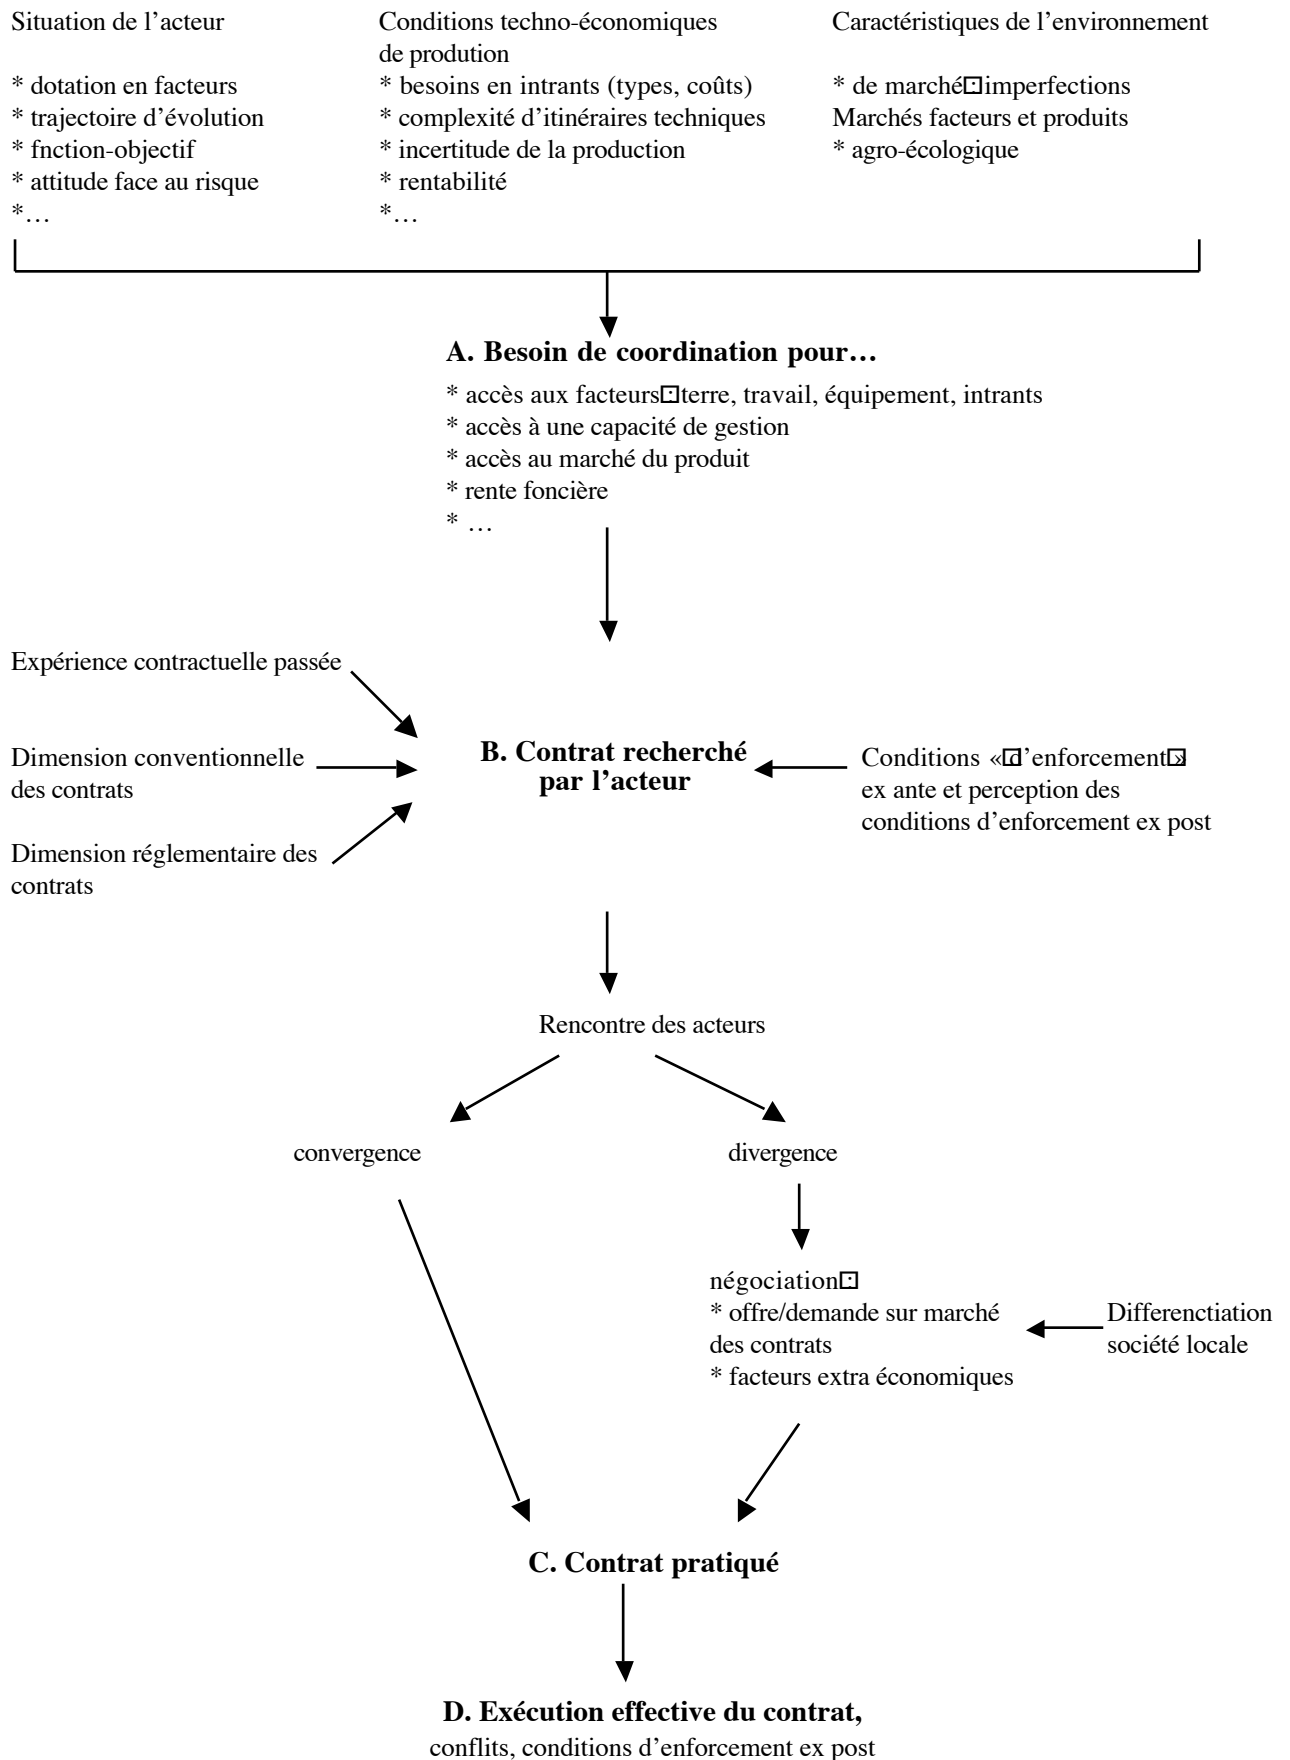 Situation de l’acteur
* dotation en facteurs
* trajectoire d’évolution
* fnction-objectif
* attitude face au risque
*…
Conditions techno-économiques
de prodution
* besoins en intrants (types, coûts)
* complexité d’itinéraires techniques
* incertitude de la production
* rentabilité
*…
Caractéristiques de l’environnement
* de marché⊡imperfections
Marchés facteurs et produits
* agro-écologique
A. Besoin de coordination pour…
* accès aux facteurs⊡terre, travail, équipement, intrants
* accès à une capacité de gestion
* accès au marché du produit
* rente foncière
* …
Expérience contractuelle passée
Dimension conventionnelle
des contrats
Dimension réglementaire des
contrats
B. Contrat recherché
par l’acteur
Conditions «⊡d’enforcement⊡»
ex ante et perception des
conditions d’enforcement ex post
Rencontre des acteurs
convergence
divergence
négociation⊡
* offre/demande sur marché
des contrats
* facteurs extra économiques
Differenctiation
société locale
C. Contrat pratiqué
D. Exécution effective du contrat,
conflits, conditions d’enforcement ex post